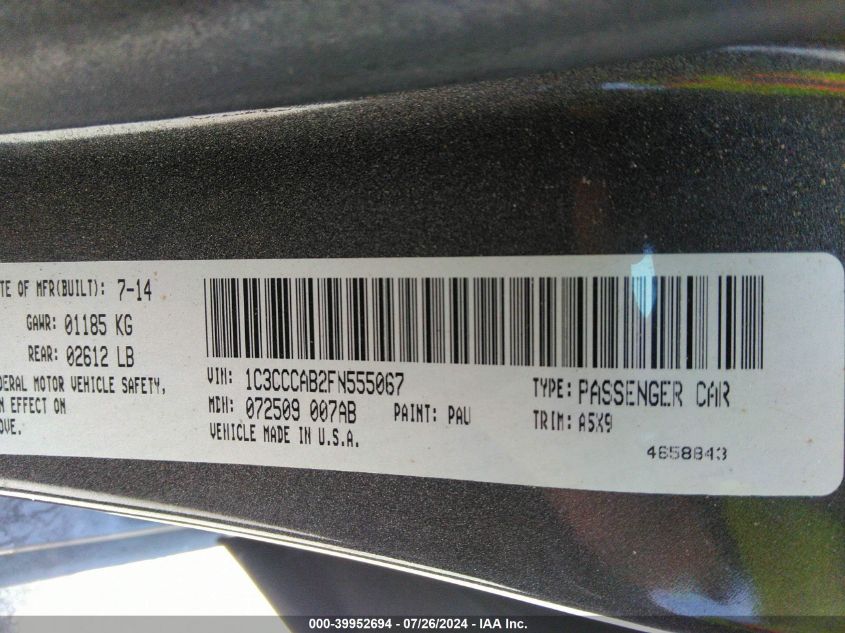 TE OF MFR(BUILT): 7-14
GAWR: 01185 KG
REAR: 02612 LB
DERAL MOTOR VEHICLE SAFETY,
N EFFECT ON
OVE.
VIN: 1C3CCCAB2FN555067
TYPE: PASSENGER CAR
MDH: 072509 007AB
PAINT: PAU
TRIM: A5X9
VEHICLE MADE IN U.S.A.
4658843
000-39952694 - 07/26/2024 - IAA Inc.